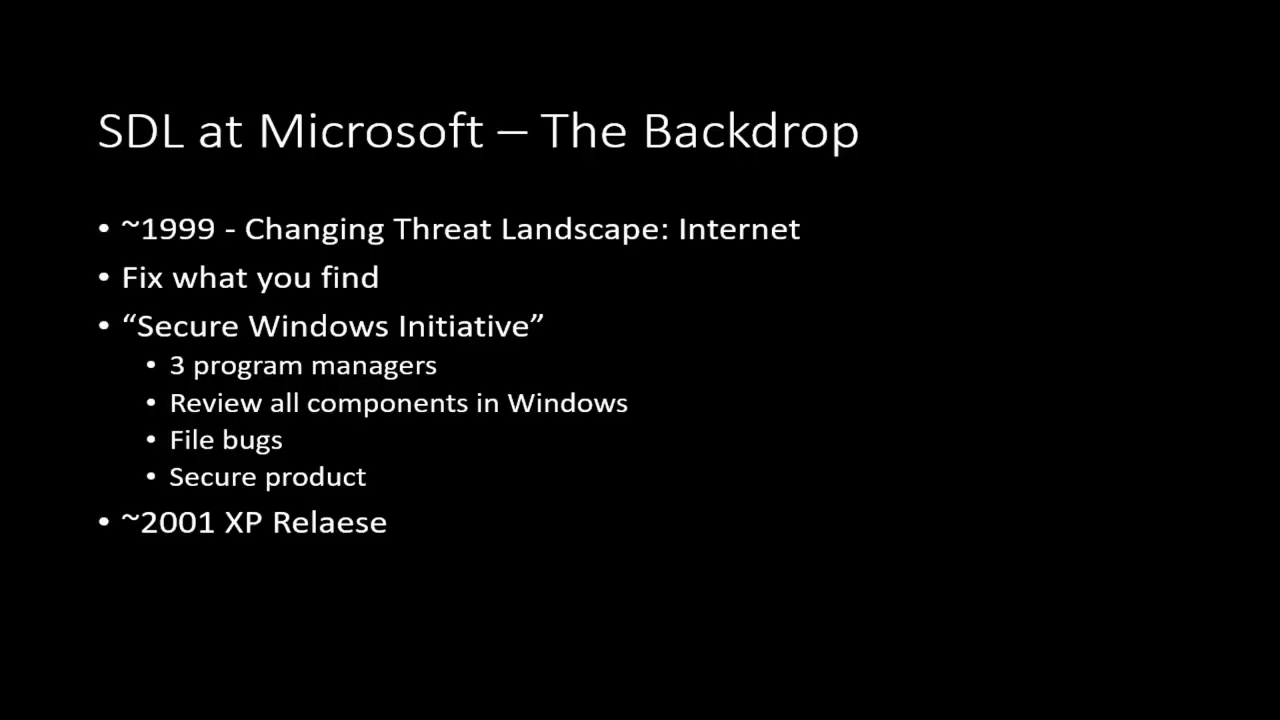 SDL at Microsoft – The Backdrop
• ~1999 - Changing Threat Landscape: Internet
• Fix what you find
• “Secure Windows Initiative”
• 3 program managers
• Review all components in Windows
• File bugs
• Secure product
• ~2001 XP Relaese